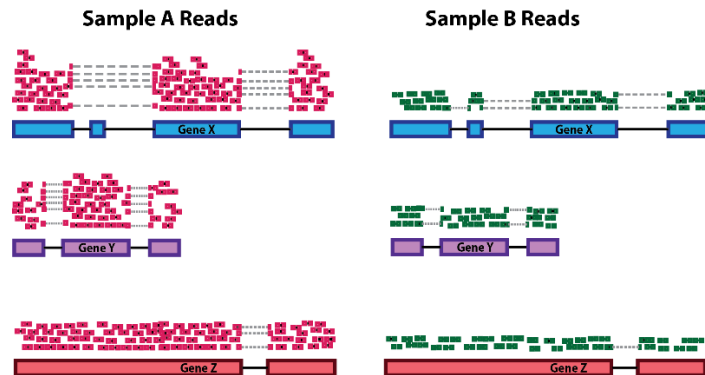 Sample A Reads
Sample B Reads
Gene X
Gene X
Gene Y
Gene Y
Gene Z
Gene Z